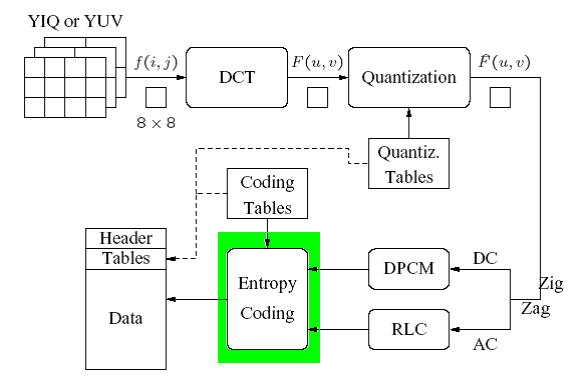 YIQ or YUV
f(i, j)
8 × 8
DCT
F(u, v)
Quantization
F̂(u, v)
Quantiz.
Tables
Coding
Tables
Header
Tables
Data
Entropy
Coding
DPCM
RLC
DC
AC
Zig
Zag